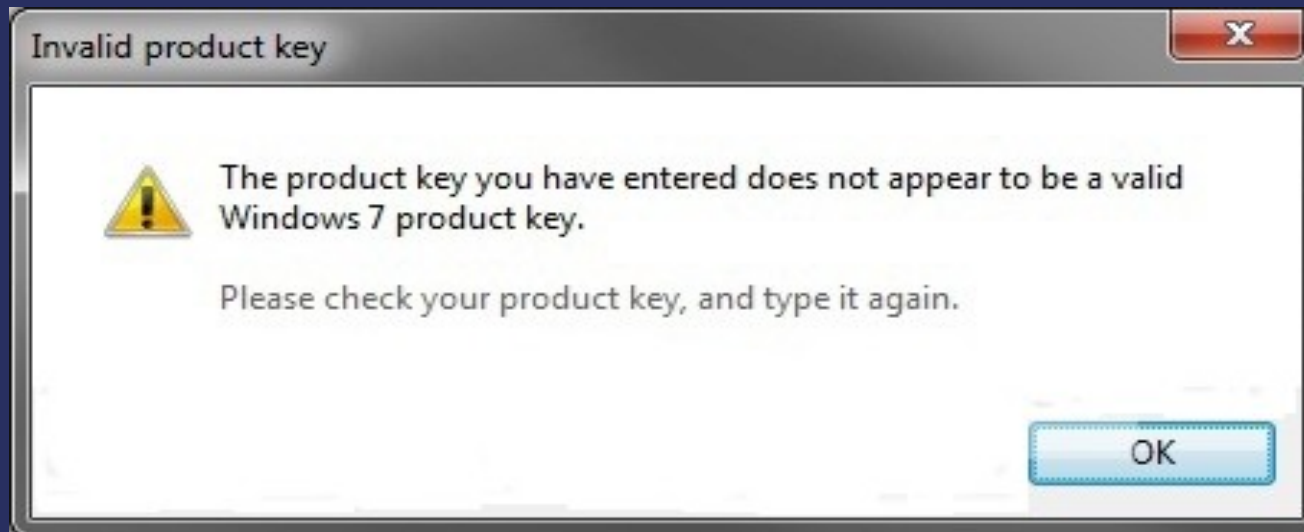 Invalid product key
The product key you have entered does not appear to be a valid
Windows 7 product key.
Please check your product key, and type it again.
OK